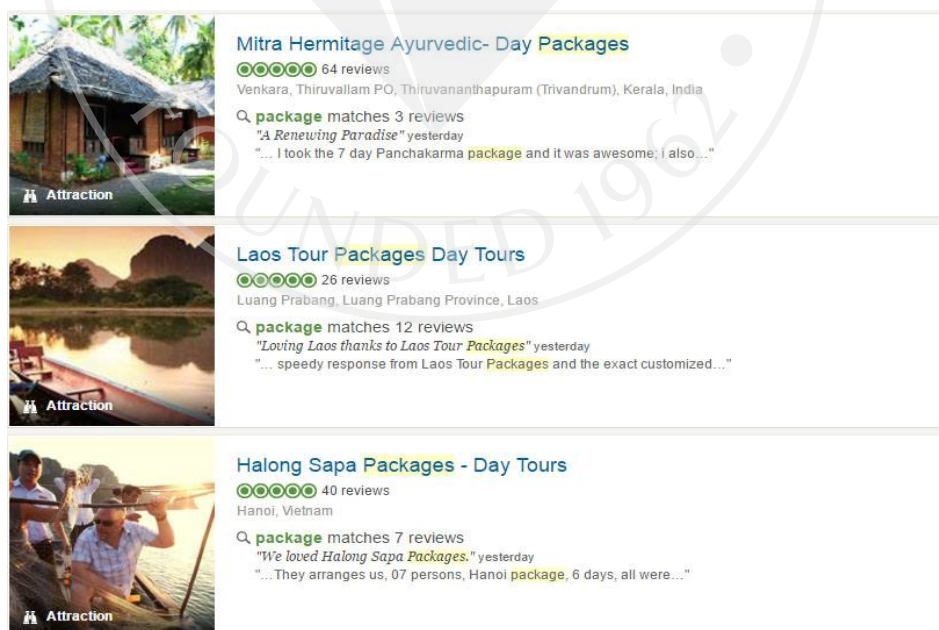 Mitra Hermitage Ayurvedic- Day Packages
64 reviews
Venkara, Thiruvallam PO, Thiruvananthapuram (Trivandrum), Kerala, India
package matches 3 reviews
"A Renewing Paradise" yesterday
"... I took the 7 day Panchakarma package and it was awesome; i also..."
Attraction
Laos Tour Packages Day Tours
26 reviews
Luang Prabang, Luang Prabang Province, Laos
package matches 12 reviews
"Loving Laos thanks to Laos Tour Packages" yesterday
"... speedy response from Laos Tour Packages and the exact customized..."
Attraction
Halong Sapa Packages - Day Tours
40 reviews
Hanoi, Vietnam
package matches 7 reviews
"We loved Halong Sapa Packages." yesterday
"...They arranges us, 07 persons, Hanoi package, 6 days, all were..."
Attraction
FOUNDED 1962